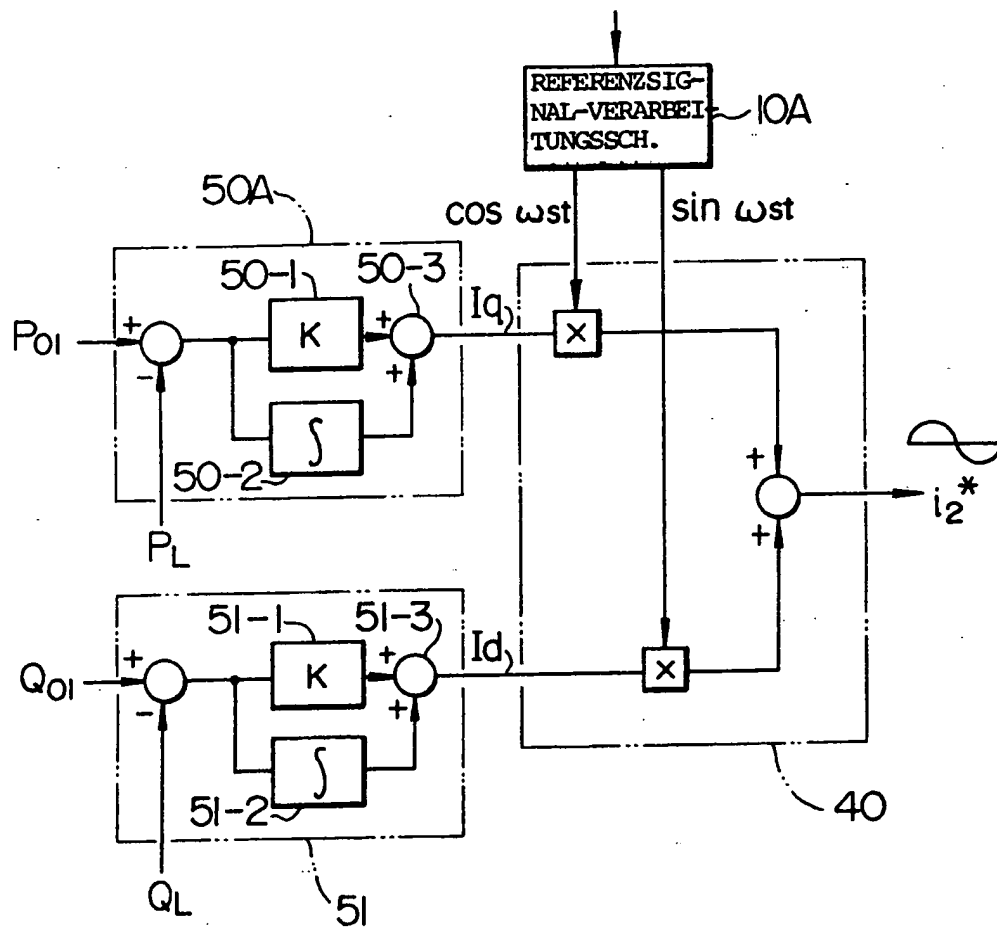 REFERENZSIG-
NAL-VERARBEI-
TUNGSSCH.
10A
50A
cos ωst
sin ωst
50-1
50-3
Iq
P01
+
-
K
+
+
×
∫
50-2
PL
+
+
i2*
51-1
51-3
Id
Q01
+
-
K
+
+
×
∫
51-2
40
QL
51